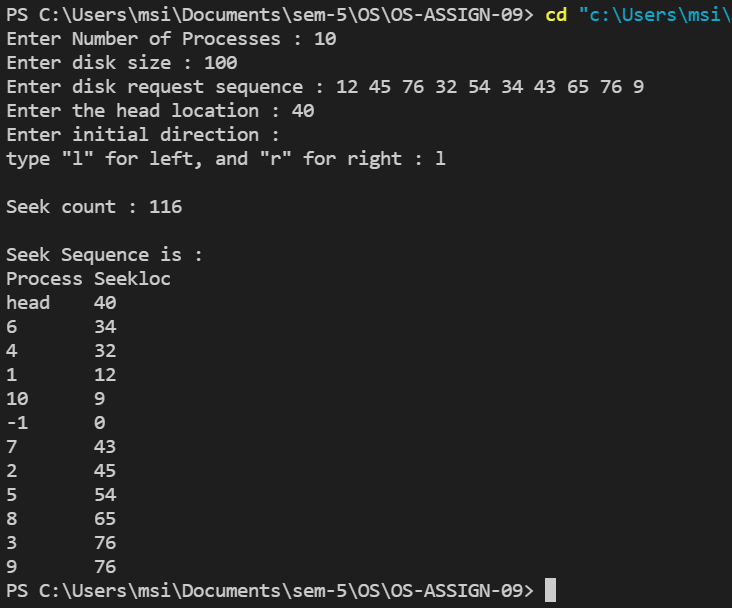 PS C:\Users\msi\Documents\sem-5\OS\OS-ASSIGN-09> cd "c:\Users\msi\
Enter Number of Processes : 10
Enter disk size : 100
Enter disk request sequence : 12 45 76 32 54 34 43 65 76 9
Enter the head location : 40
Enter initial direction :
type "l" for left, and "r" for right : l
Seek count : 116
Seek Sequence is :
Process Seekloc
head 40
6 34
4 32
1 12
10 9
-1 0
7 43
2 45
5 54
8 65
3 76
9 76
PS C:\Users\msi\Documents\sem-5\OS\OS-ASSIGN-09>